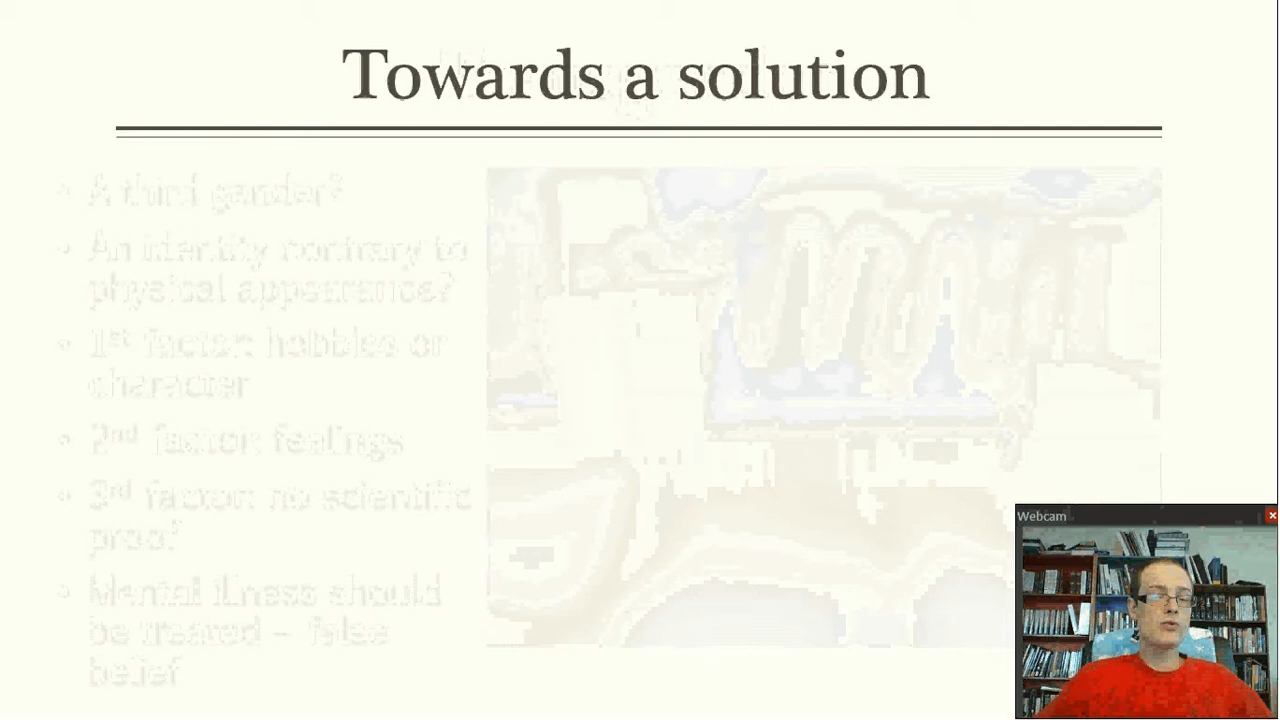 Towards a solution
• A third gender?
• An identity contrary to
physical appearance?
• 1st factor: hobbies or
character
• 2nd factor: feelings
• 3rd factor: no scientific
proof
• Mental illness should
be treated – false
belief
Webcam